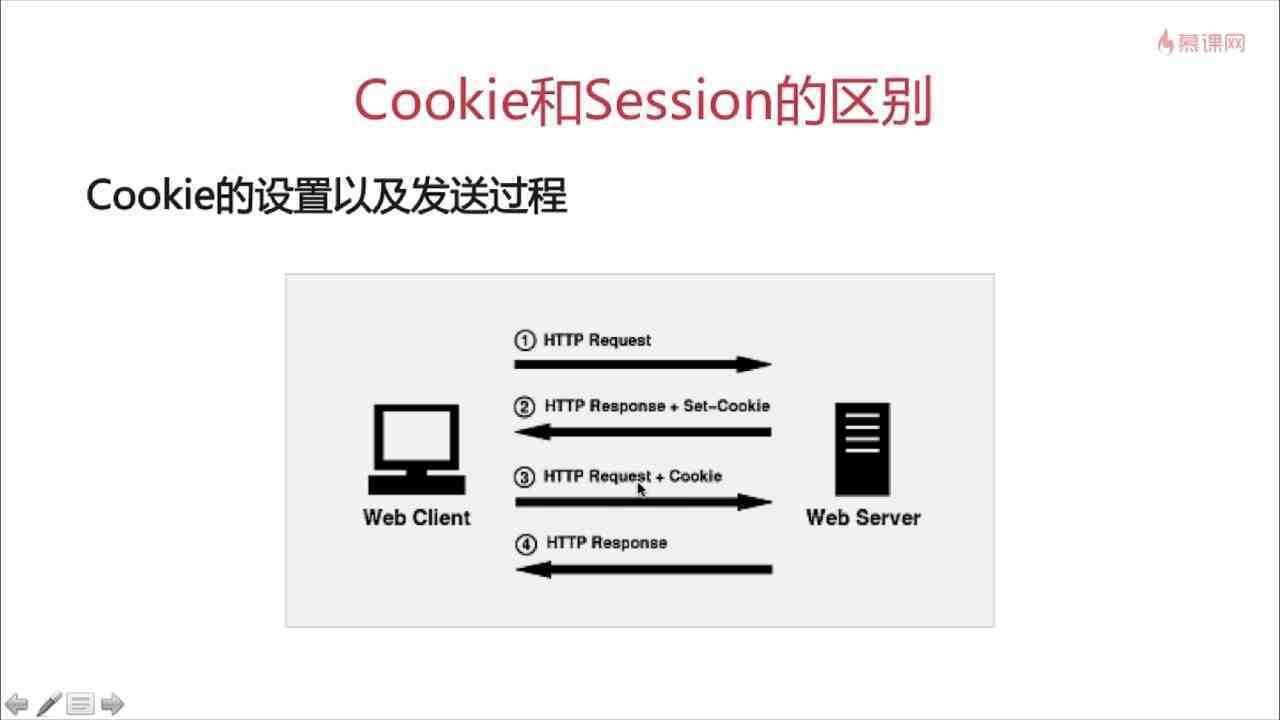 慕课网
Cookie和Session的区别
Cookie的设置以及发送过程
① HTTP Request
② HTTP Response + Set-Cookie
③ HTTP Request + Cookie
④ HTTP Response
Web Client
Web Server